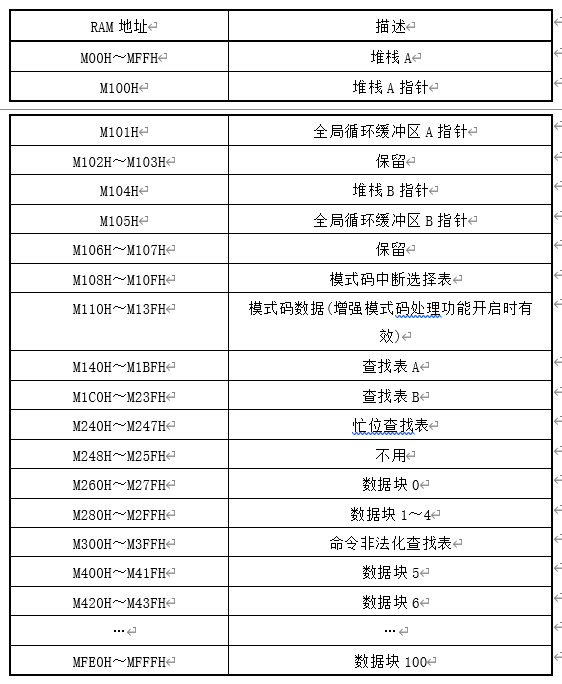 RAM 地址 描述
M00H～MFFH 堆栈 A
M100H 堆栈 A 指针
M101H 全局循环缓冲区 A 指针
M102H～M103H 保留
M104H 堆栈 B 指针
M105H 全局循环缓冲区 B 指针
M106H～M107H 保留
M108H～M10FH 模式码中断选择表
M110H～M13FH 模式码数据(增强模式码处理功能开启时有
效)
M140H～M1BFH 查找表 A
M1C0H～M23FH 查找表 B
M240H～M247H 忙位查找表
M248H～M25FH 不用
M260H～M27FH 数据块 0
M280H～M2FFH 数据块 1～4
M300H～M3FFH 命令非法化查找表
M400H～M41FH 数据块 5
M420H～M43FH 数据块 6
… …
MFE0H～MFFFH 数据块 100